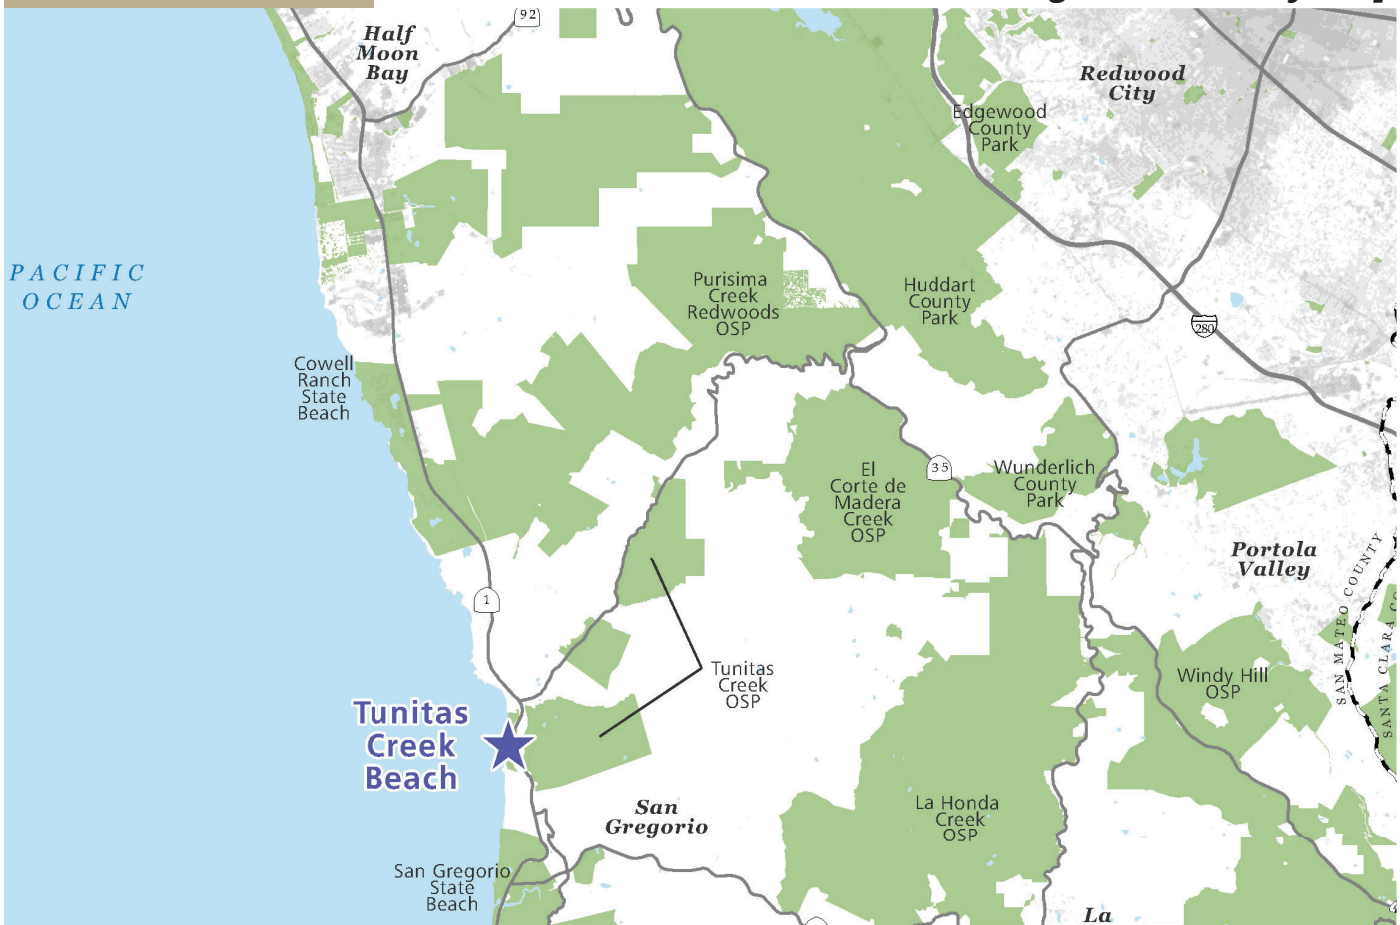 92
Half
Moon
Bay
Redwood
City
Edgewood
County
Park
PACIFIC
OCEAN
Purisima
Creek
Redwoods
OSP
Huddart
County
Park
280
Cowell
Ranch
State
Beach
El
Corte de
Madera
Creek
OSP
35
Wunderlich
County
Park
Portola
Valley
SAN MATEO COUNTY
SANTA CLARA
1
Tunitas
Creek
OSP
Windy Hill
OSP
Tunitas
Creek
Beach
San
Gregorio
La Honda
Creek
OSP
San Gregorio
State
Beach
La